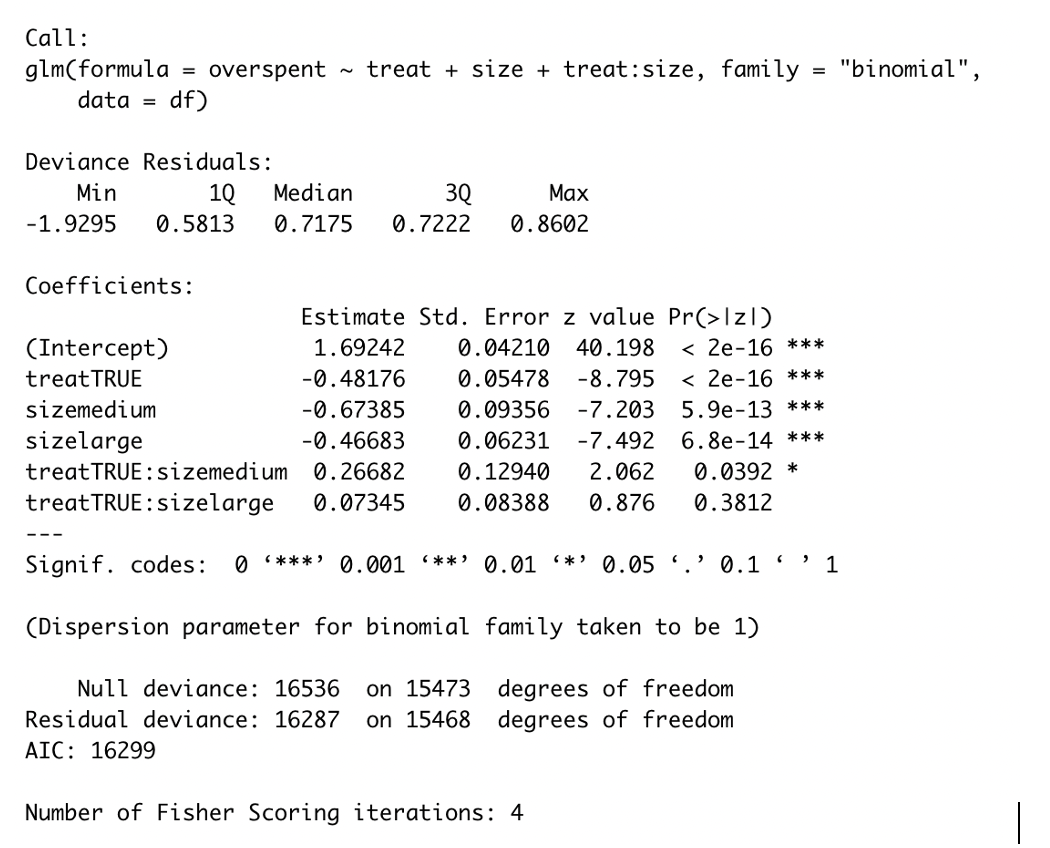 Call:
glm(formula = overspent ~ treat + size + treat:size, family = "binomial",
    data = df)

Deviance Residuals:
    Min       1Q   Median       3Q      Max
-1.9295   0.5813   0.7175   0.7222   0.8602

Coefficients:
                     Estimate Std. Error z value Pr(>|z|)
(Intercept)           1.69242    0.04210  40.198  < 2e-16 ***
treatTRUE            -0.48176    0.05478  -8.795  < 2e-16 ***
sizemedium           -0.67385    0.09356  -7.203  5.9e-13 ***
sizelarge            -0.46683    0.06231  -7.492  6.8e-14 ***
treatTRUE:sizemedium  0.26682    0.12940   2.062   0.0392 *
treatTRUE:sizelarge   0.07345    0.08388   0.876   0.3812
---
Signif. codes:  0 ‘***’ 0.001 ‘**’ 0.01 ‘*’ 0.05 ‘.’ 0.1 ‘ ’ 1

(Dispersion parameter for binomial family taken to be 1)

    Null deviance: 16536  on 15473  degrees of freedom
Residual deviance: 16287  on 15468  degrees of freedom
AIC: 16299

Number of Fisher Scoring iterations: 4